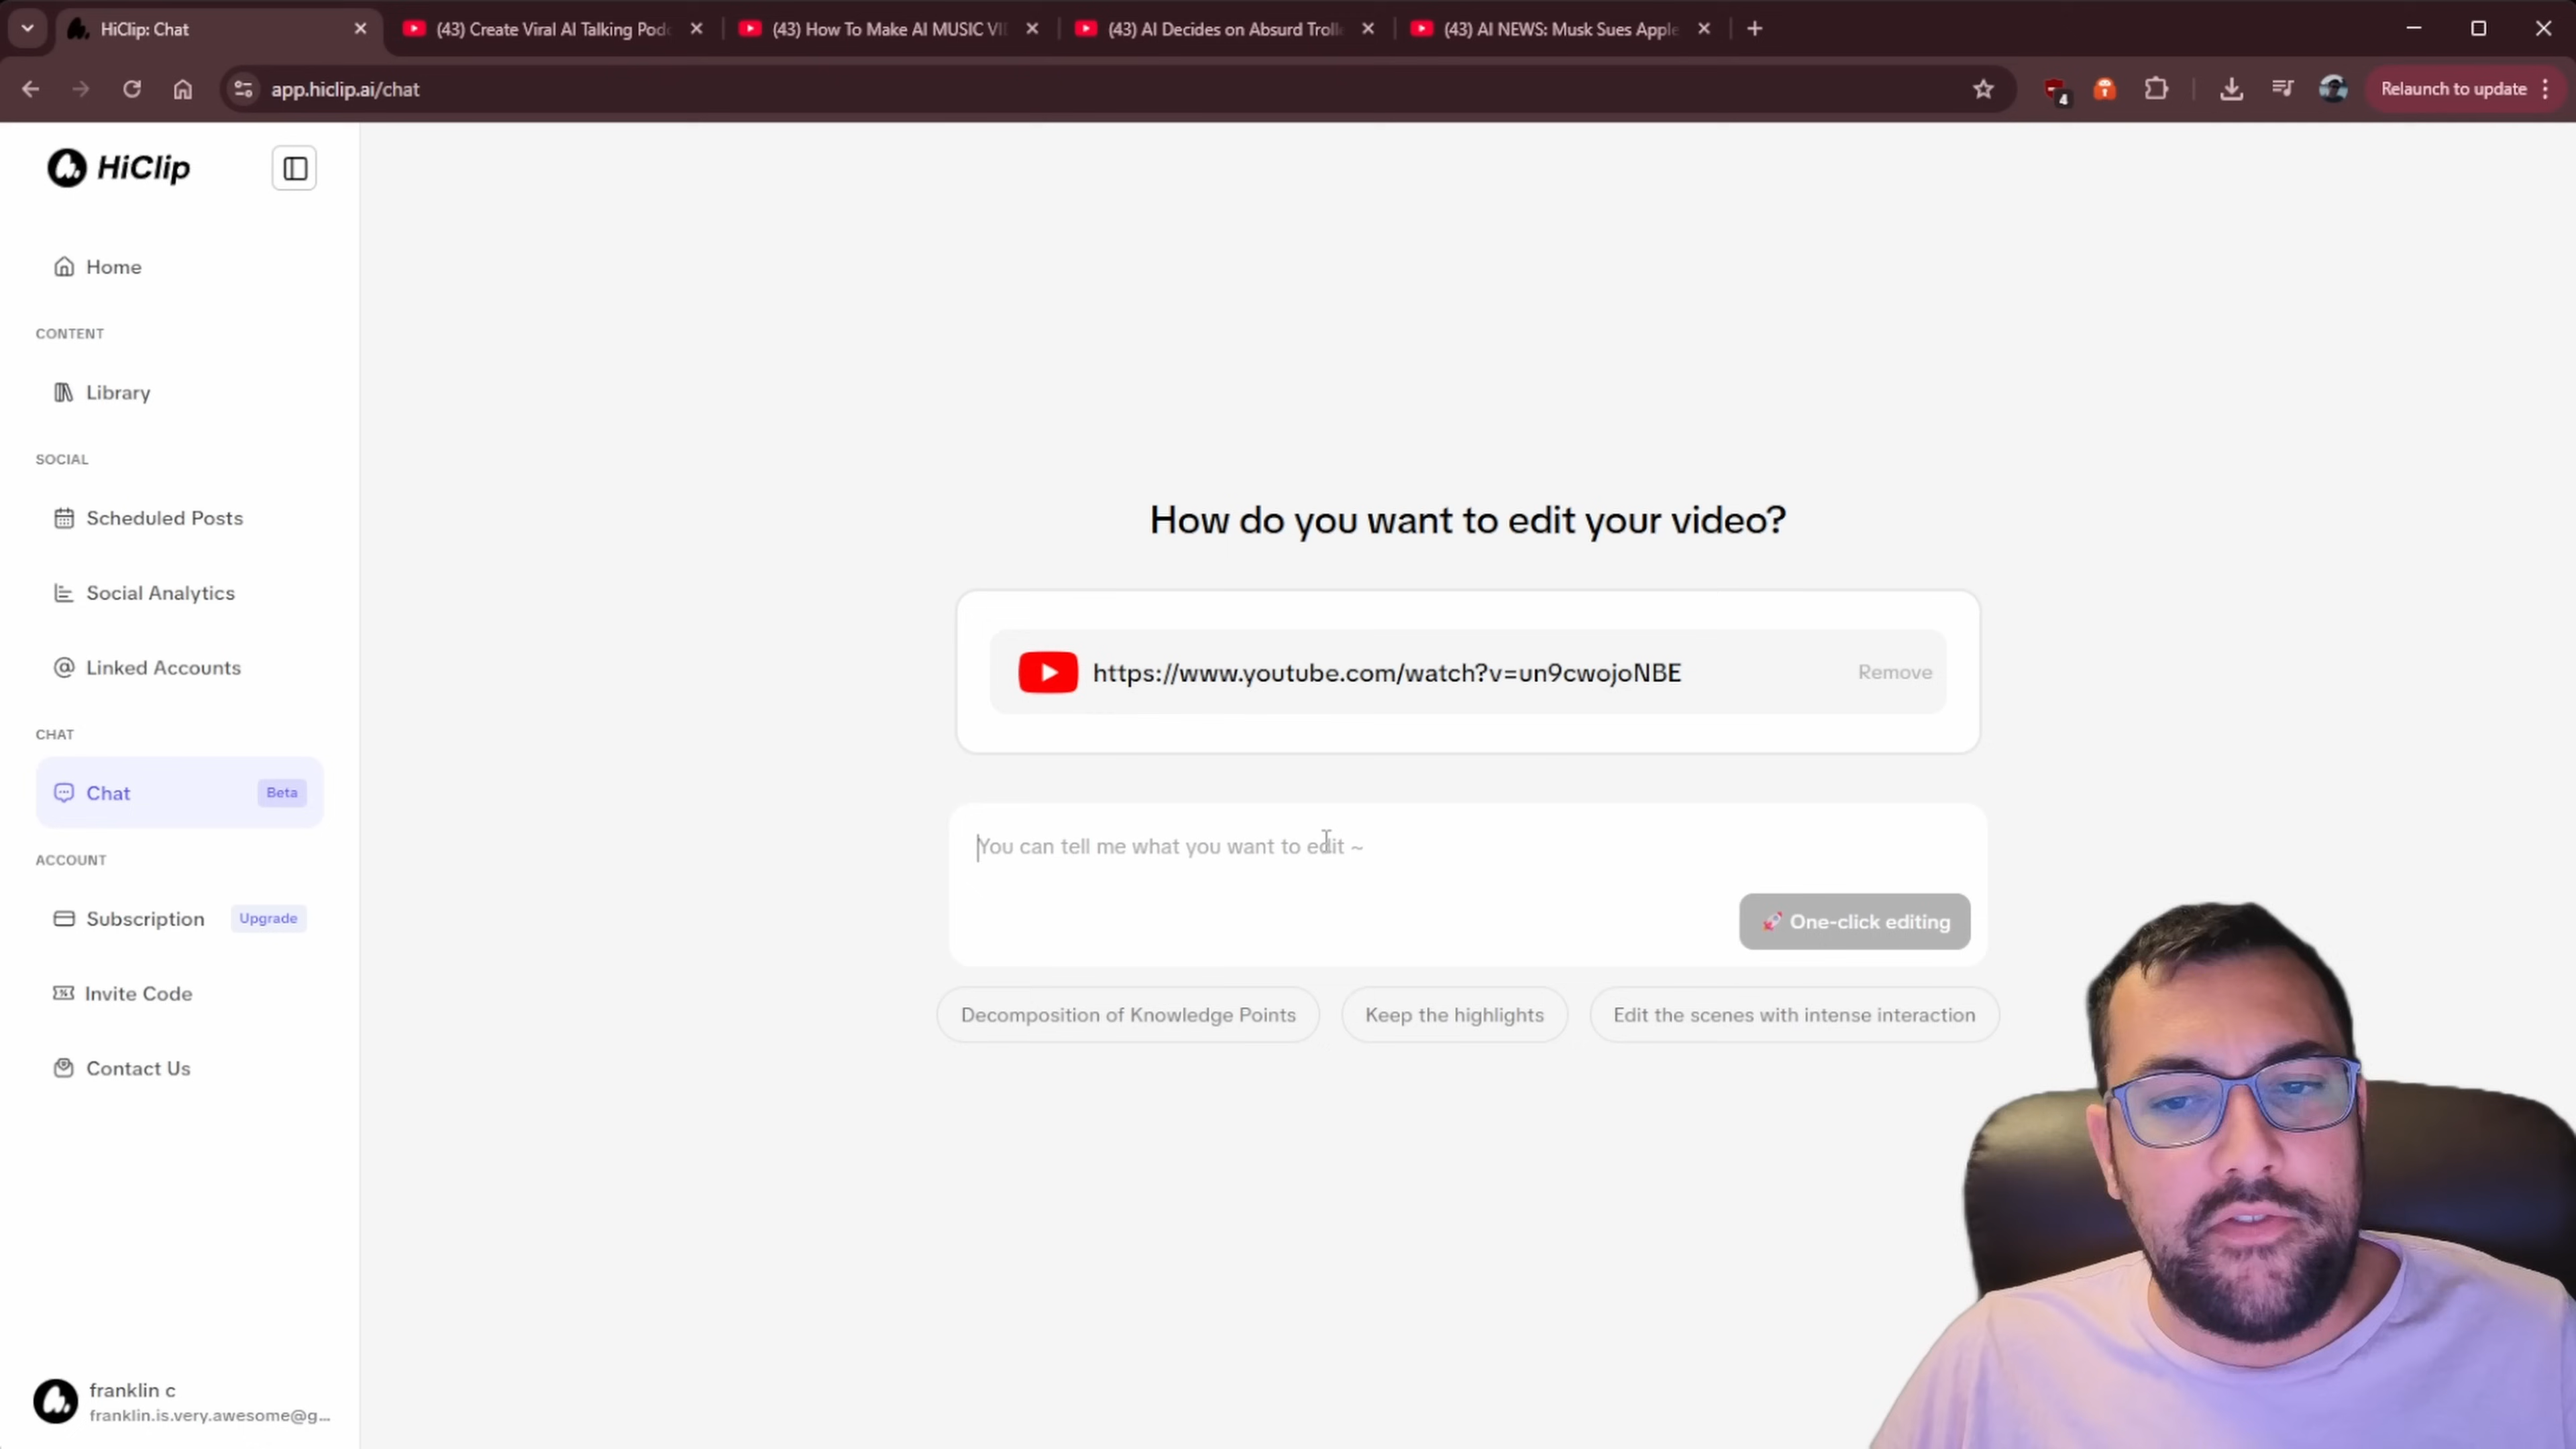 HiClip: Chat
(43) Create Viral AI Talking Podc
(43) How To Make AI MUSIC VI
(43) AI Decides on Absurd Troll
(43) AI NEWS: Musk Sues Apple
app.hiclip.ai/chat
4
Relaunch to update
HiClip
Home
CONTENT
Library
SOCIAL
Scheduled Posts
Social Analytics
Linked Accounts
CHAT
Chat
Beta
ACCOUNT
Subscription
Upgrade
Invite Code
Contact Us
franklin c
franklin.is.very.awesome@g...
How do you want to edit your video?
https://www.youtube.com/watch?v=un9cwojoNBE
Remove
You can tell me what you want to edit ~
One-click editing
Decomposition of Knowledge Points
Keep the highlights
Edit the scenes with intense interaction